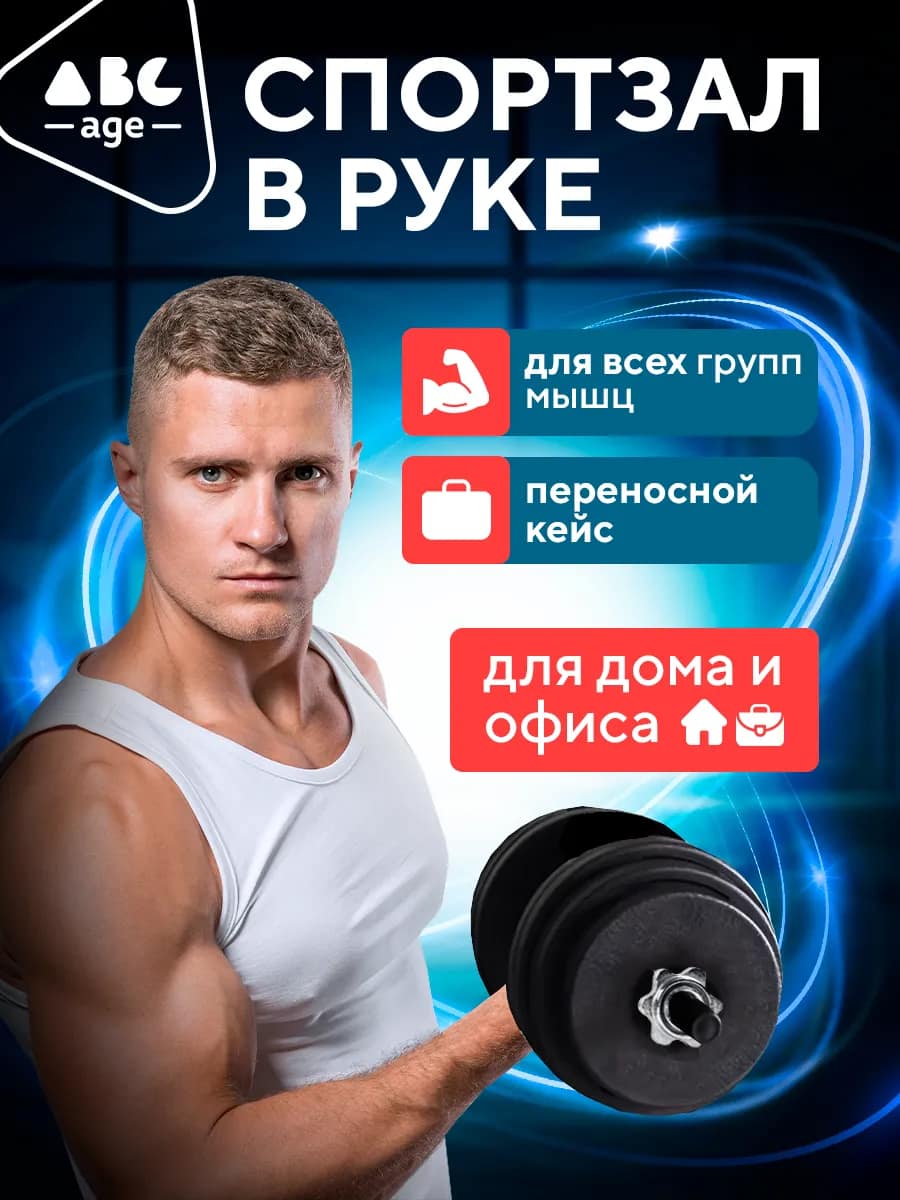 ABC
age
СПОРТЗАЛ
В РУКЕ
для всех групп
мышц
переносной
кейс
для дома и
офиса